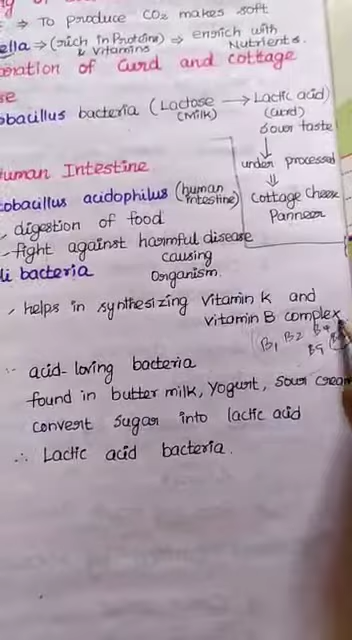 ⇒ To produce CO2 makes soft
ella → (rich in Proteins & Vitamins) ⇒ enrich with Nutrients.
ration of Curd and cottage
se
obacillus bacteria (Lactose (Milk) → Lactic acid) (curd)
Sour taste
↓
under processed
⇓
Cottage Cheese
Panneer
Human Intestine
tobacillus acidophilus (human intestine)
digestion of food
fight against harmful disease
causing
organism.
li bacteria
helps in synthesizing Vitamin K and
Vitamin B complex
B1 B2
acid-loving bacteria
found in butter milk, Yogurt, Sour cream
convert sugar into lactic acid
∴ Lactic acid bacteria.